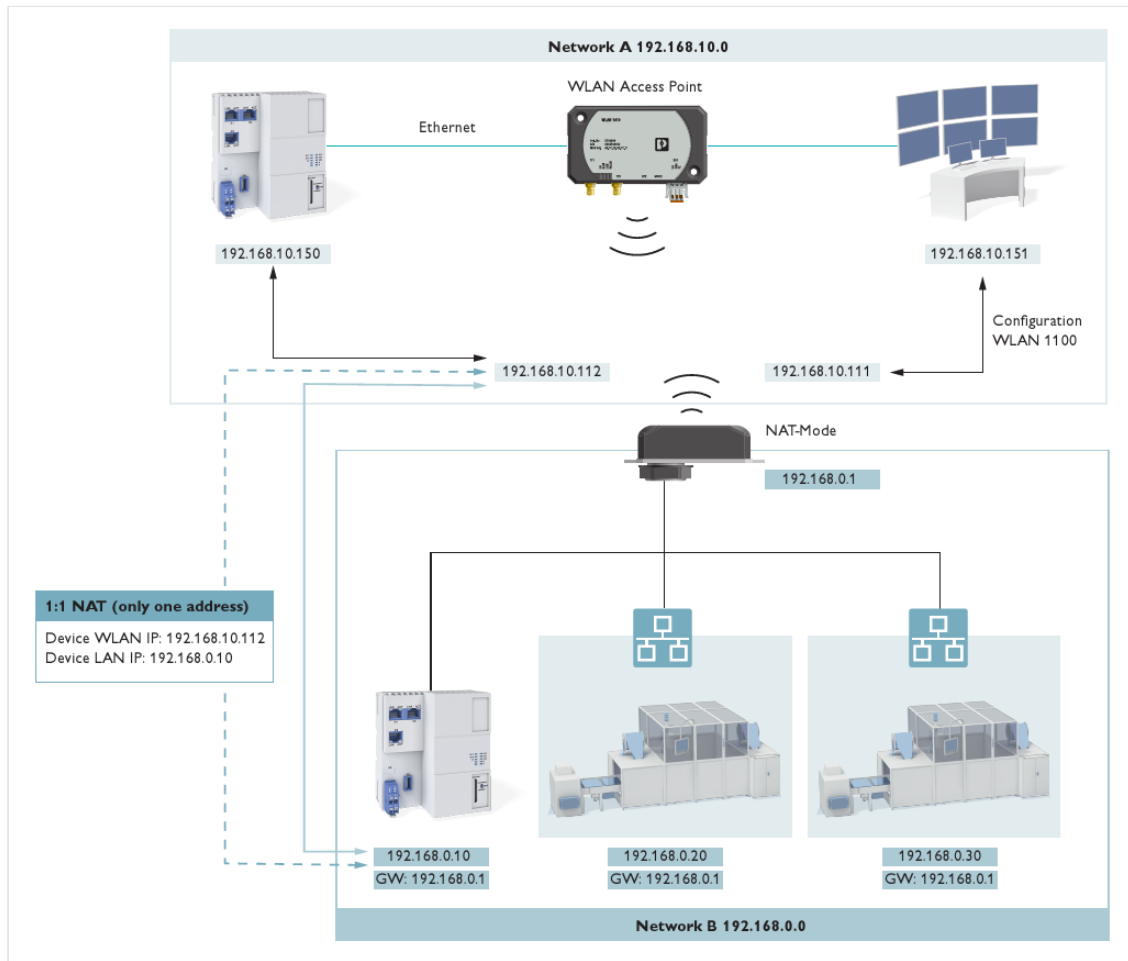 Network A 192.168.10.0
WLAN Access Point
Ethernet
192.168.10.150
192.168.10.151
Configuration
WLAN 1100
192.168.10.112
192.168.10.111
NAT-Mode
192.168.0.1
1:1 NAT (only one address)
Device WLAN IP: 192.168.10.112
Device LAN IP: 192.168.0.10
192.168.0.10
GW: 192.168.0.1
192.168.0.20
GW: 192.168.0.1
192.168.0.30
GW: 192.168.0.1
Network B 192.168.0.0